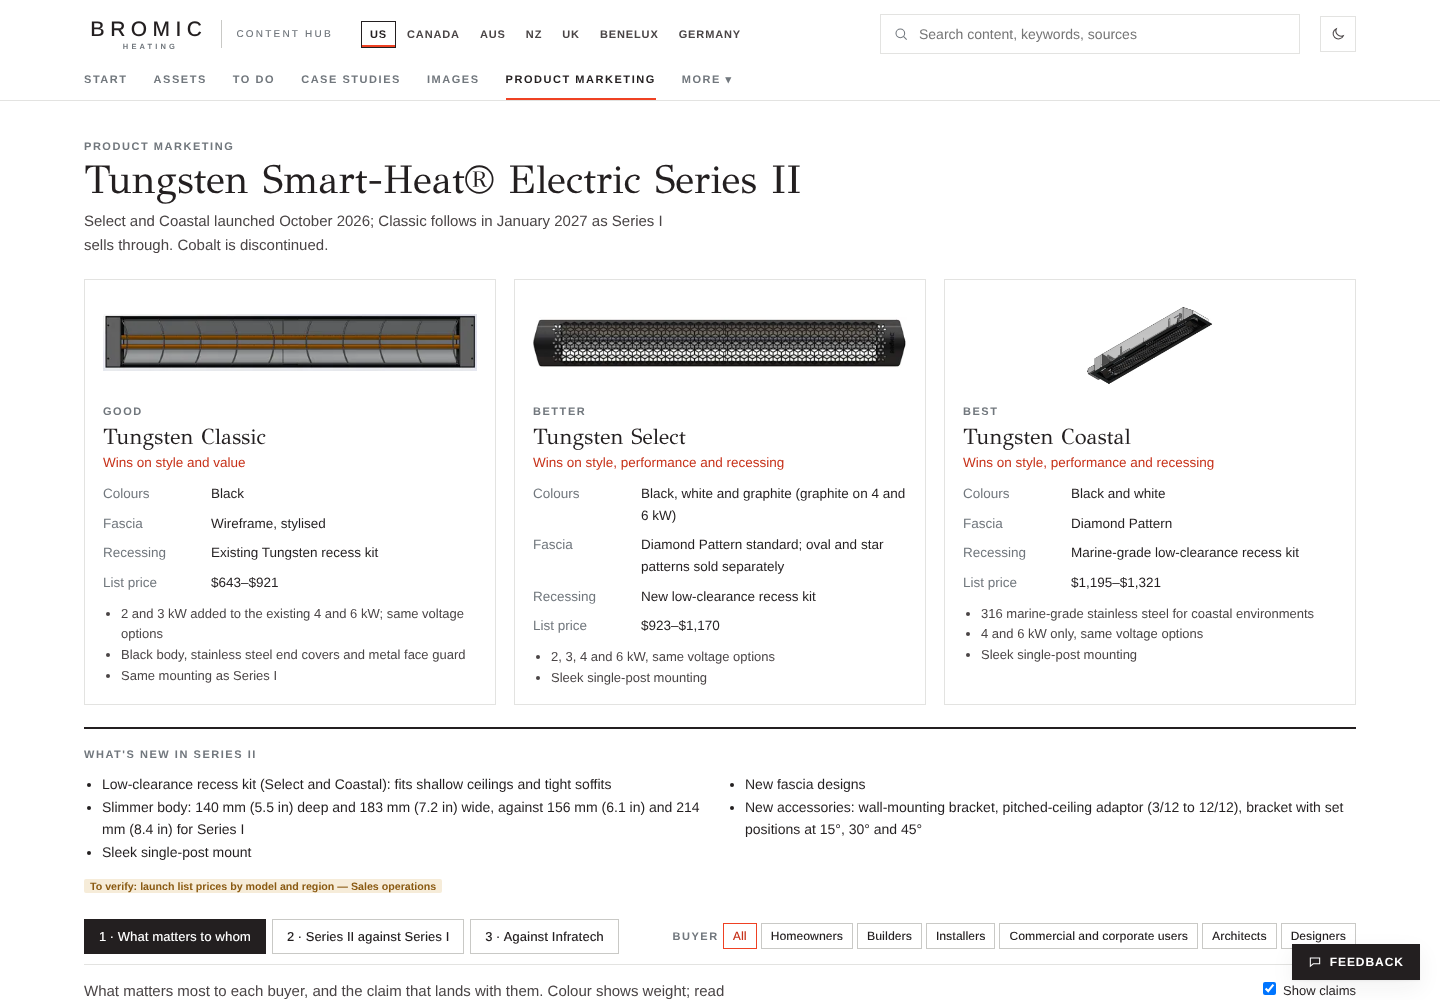 BROMIC
HEATING
CONTENT HUB
US CANADA AUS NZ UK BENELUX GERMANY
Search content, keywords, sources
START ASSETS TO DO CASE STUDIES IMAGES PRODUCT MARKETING MORE ▾
PRODUCT MARKETING
Tungsten Smart-Heat® Electric Series II
Select and Coastal launched October 2026; Classic follows in January 2027 as Series I
sells through. Cobalt is discontinued.
GOOD
Tungsten Classic
Wins on style and value
Colours Black
Fascia Wireframe, stylised
Recessing Existing Tungsten recess kit
List price $643–$921
• 2 and 3 kW added to the existing 4 and 6 kW; same voltage
options
• Black body, stainless steel end covers and metal face guard
• Same mounting as Series I
BETTER
Tungsten Select
Wins on style, performance and recessing
Colours Black, white and graphite (graphite on 4 and
6 kW)
Fascia Diamond Pattern standard; oval and star
patterns sold separately
Recessing New low-clearance recess kit
List price $923–$1,170
• 2, 3, 4 and 6 kW, same voltage options
• Sleek single-post mounting
BEST
Tungsten Coastal
Wins on style, performance and recessing
Colours Black and white
Fascia Diamond Pattern
Recessing Marine-grade low-clearance recess kit
List price $1,195–$1,321
• 316 marine-grade stainless steel for coastal environments
• 4 and 6 kW only, same voltage options
• Sleek single-post mounting
WHAT'S NEW IN SERIES II
• Low-clearance recess kit (Select and Coastal): fits shallow ceilings and tight soffits
• Slimmer body: 140 mm (5.5 in) deep and 183 mm (7.2 in) wide, against 156 mm (6.1 in) and 214
mm (8.4 in) for Series I
• Sleek single-post mount
• New fascia designs
• New accessories: wall-mounting bracket, pitched-ceiling adaptor (3/12 to 12/12), bracket with set
positions at 15°, 30° and 45°
To verify: launch list prices by model and region — Sales operations
1 · What matters to whom 2 · Series II against Series I 3 · Against Infratech
BUYER All Homeowners Builders Installers Commercial and corporate users Architects Designers
FEEDBACK
What matters most to each buyer, and the claim that lands with them. Colour shows weight; read
Show claims